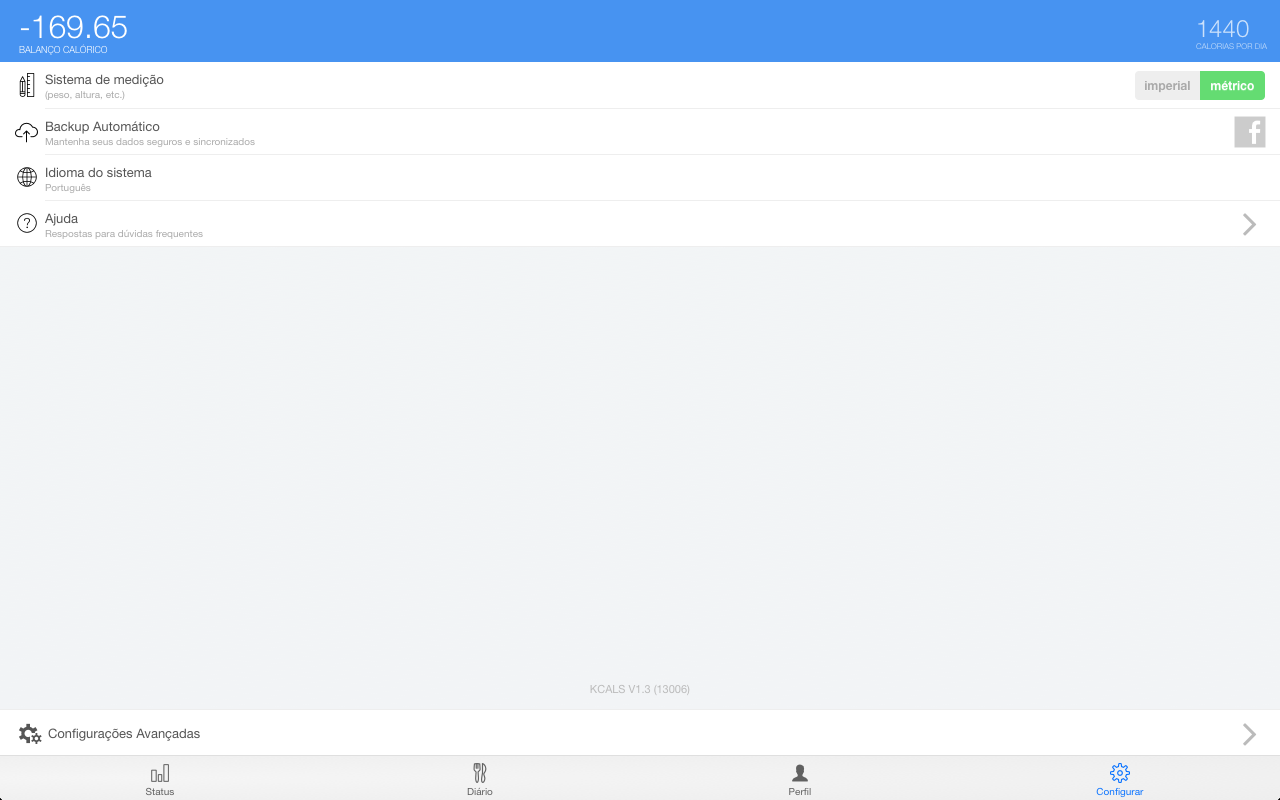 -169.65
BALANÇO CALÓRICO
1440
CALORIAS POR DIA
Sistema de medição
(peso, altura, etc.)
imperial métrico
Backup Automático
Mantenha seus dados seguros e sincronizados
Idioma do sistema
Português
Ajuda
Respostas para dúvidas frequentes
KCALS V1.3 (13006)
Configurações Avançadas
Status Diário Perfil Configurar